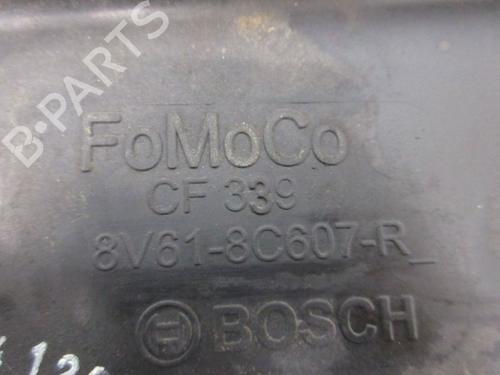 B-PARTS
FoMoCo
CF 339
8V61-8C607-R_
BOSCH